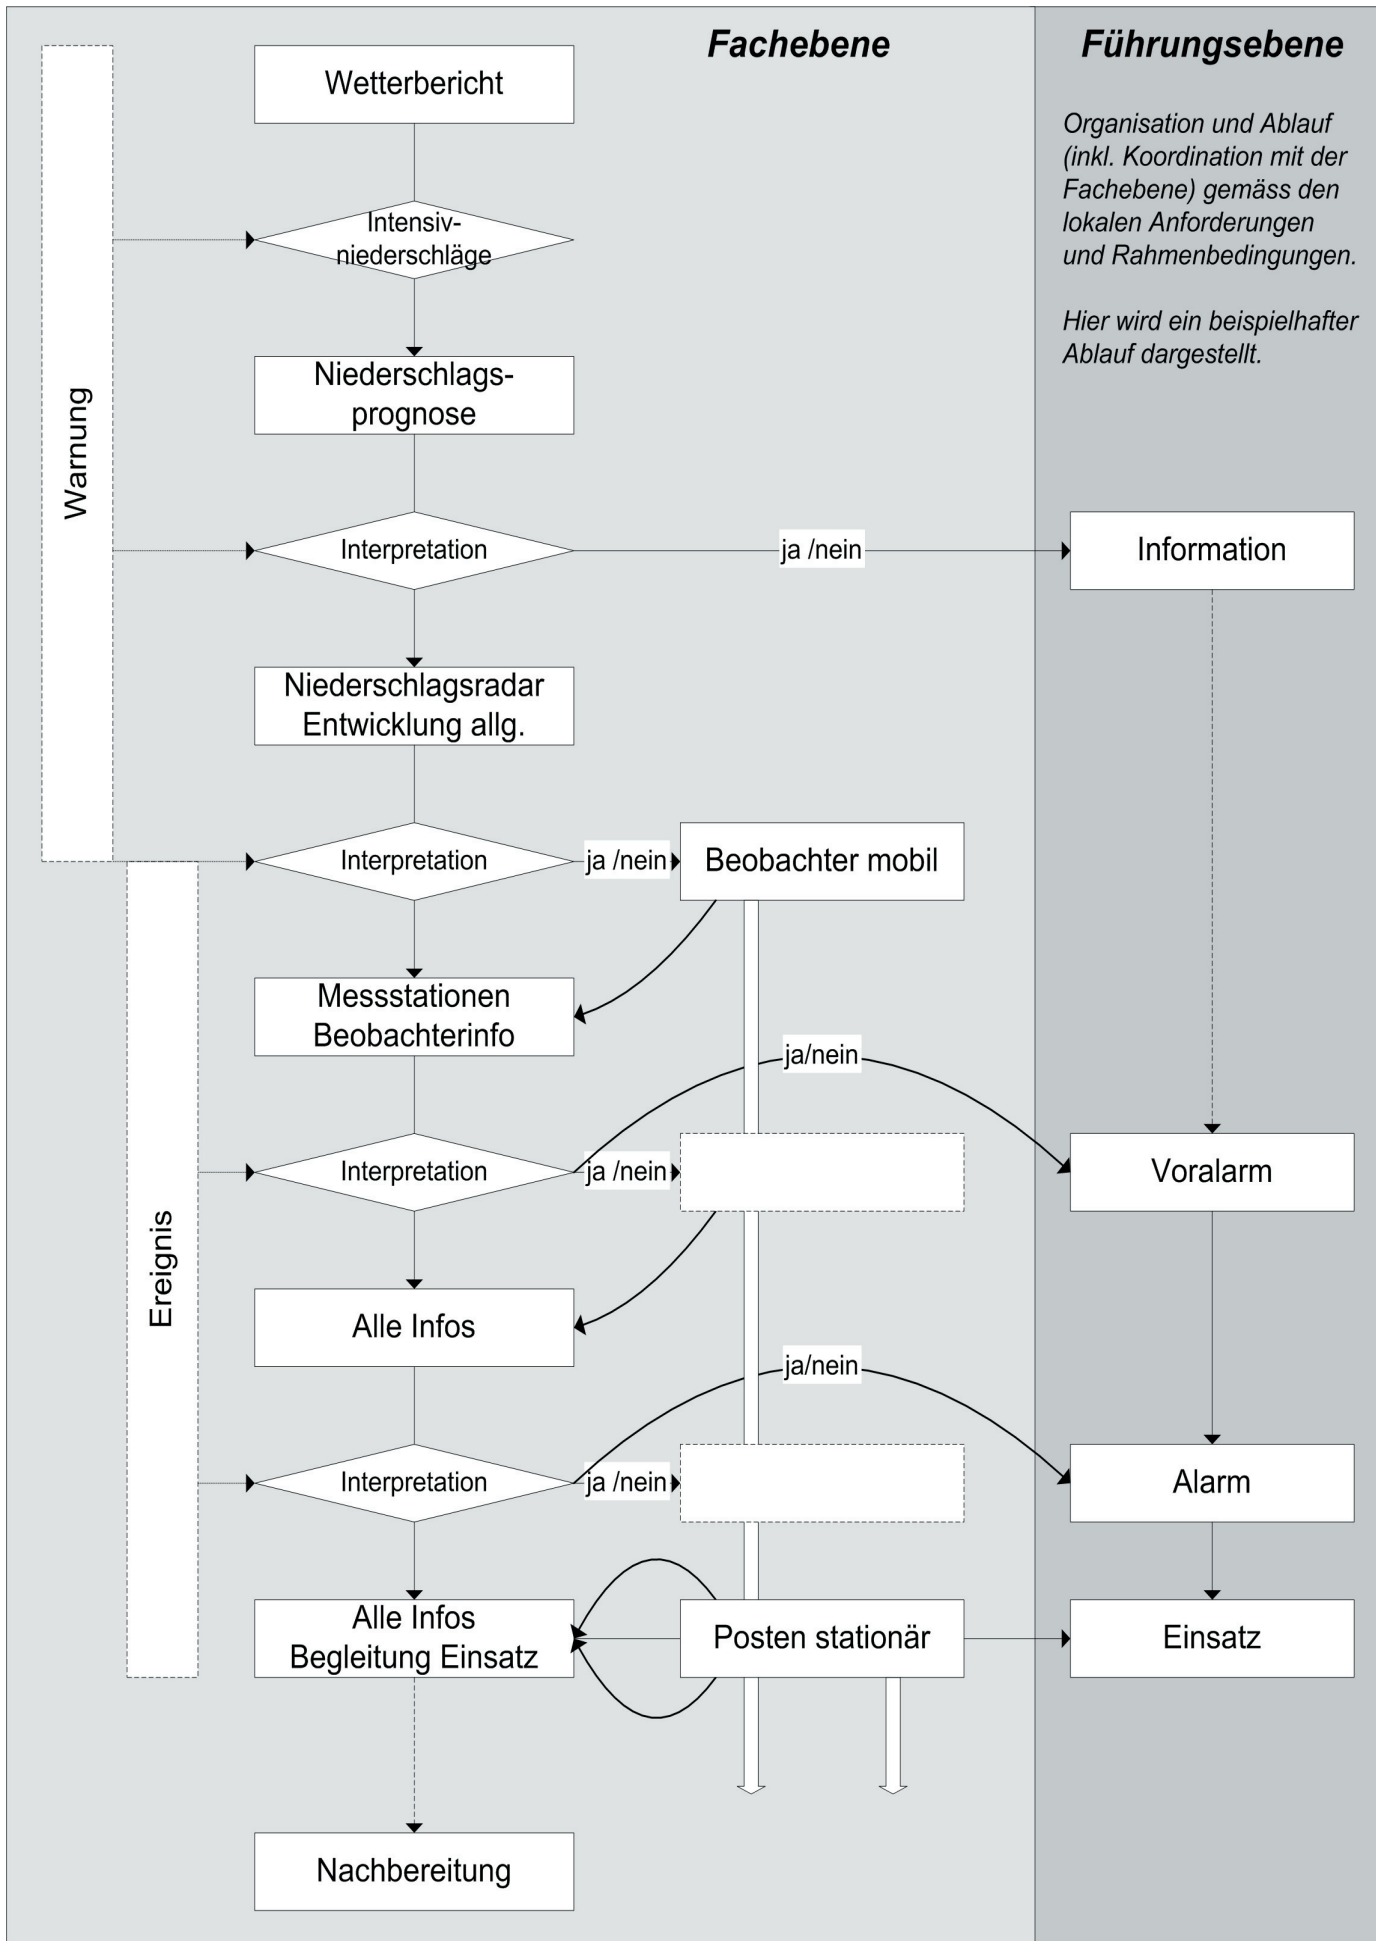 Fachebene
Führungsebene
Wetterbericht
Organisation und Ablauf
(inkl. Koordination mit der
Fachebene) gemäss den
lokalen Anforderungen
und Rahmenbedingungen.
Hier wird ein beispielhafter
Ablauf dargestellt.
Intensiv-
niederschläge
Niederschlags-
prognose
Warnung
Interpretation
ja /nein
Information
Niederschlagsradar
Entwicklung allg.
Interpretation
ja /nein
Beobachter mobil
Messstationen
Beobachterinfo
ja/nein
Interpretation
ja /nein
Voralarm
Ereignis
Alle Infos
ja/nein
Interpretation
ja /nein
Alarm
Alle Infos
Begleitung Einsatz
Posten stationär
Einsatz
Nachbereitung